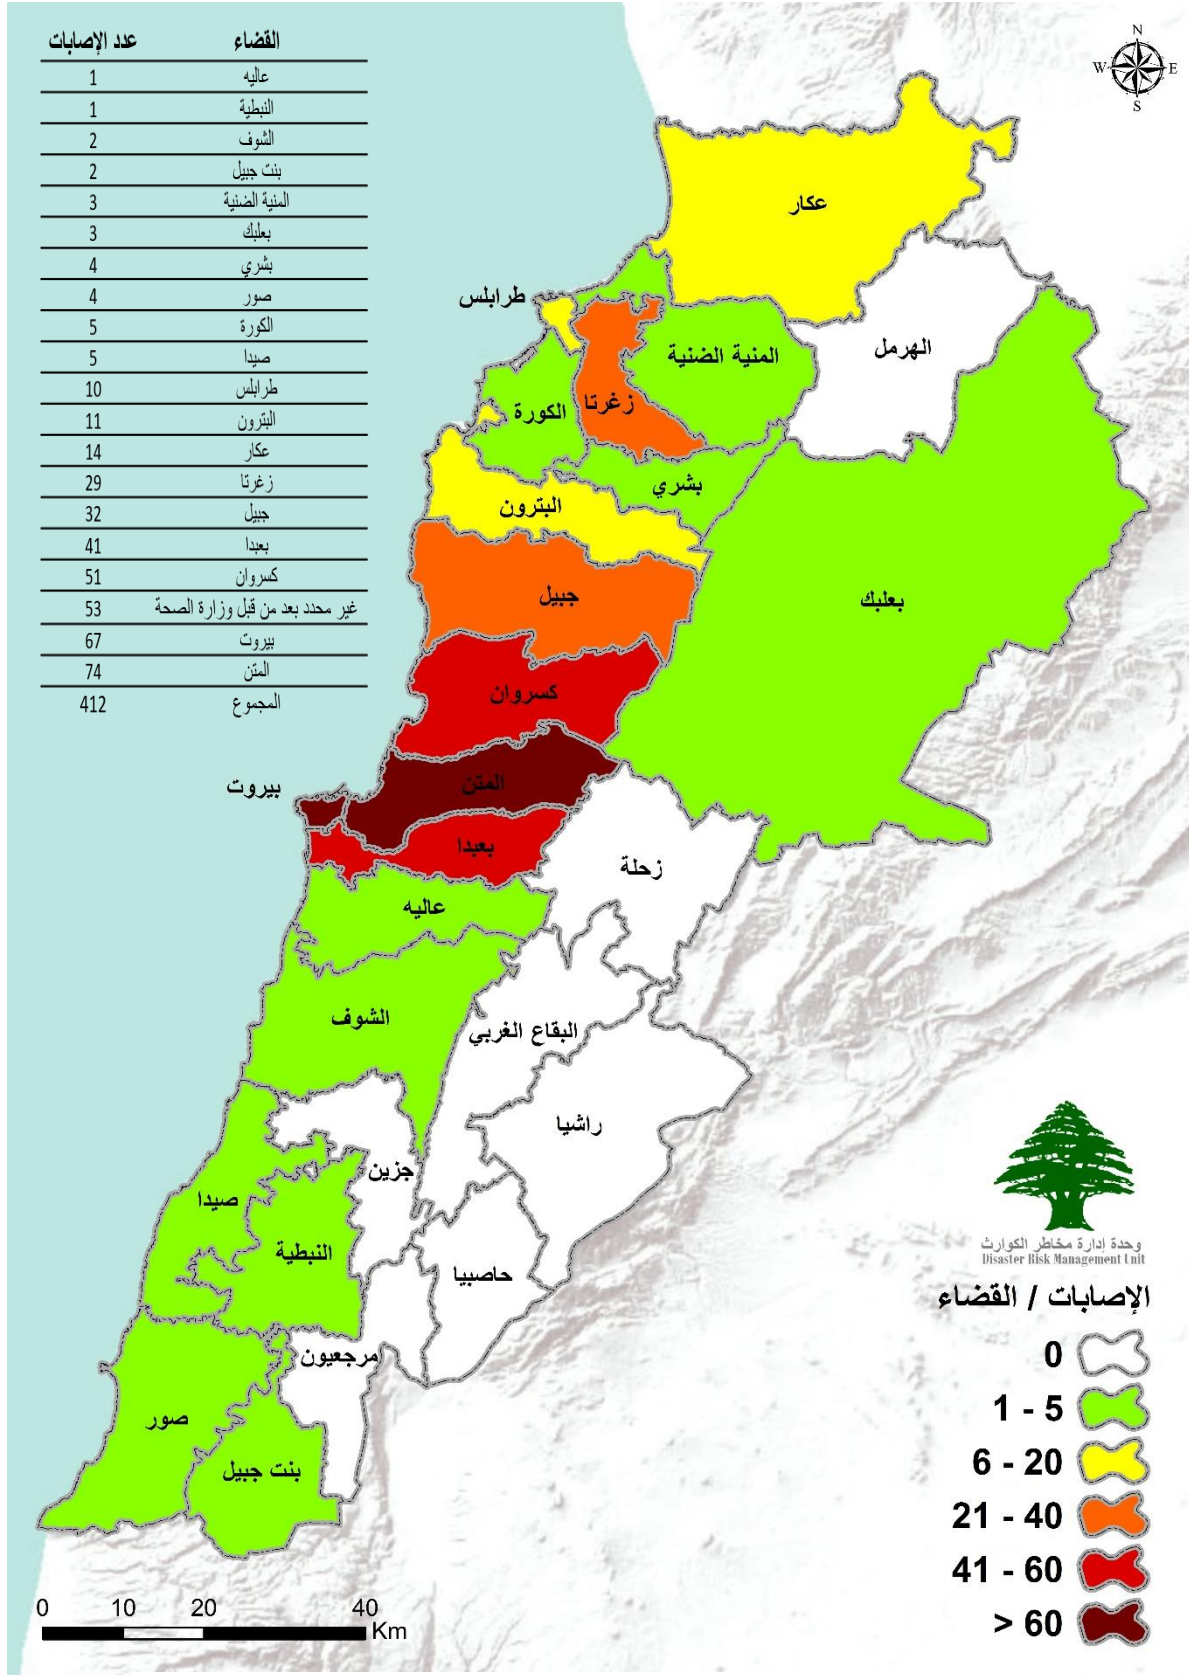 القضاء عدد الإصابات
عاليه 1
النبطية 1
الشوف 2
بنت جبيل 2
المنية الضنية 3
بعلبك 3
بشري 4
صور 4
الكورة 5
صيدا 5
طرابلس 10
البترون 11
عكار 14
زغرتا 29
جبيل 32
بعبدا 41
كسروان 51
غير محدد بعد من قبل وزارة الصحة 53
بيروت 67
المتن 74
المجموع 412
N
W E
S
عكار
طرابلس
الهرمل
المنية الضنية
زغرتا
الكورة
بشري
البترون
جبيل
بعلبك
كسروان
المتن
بيروت
بعبدا
زحلة
عاليه
الشوف
البقاع الغربي
راشيا
جزين
صيدا
النبطية
حاصبيا
مرجعيون
صور
بنت جبيل
وحدة إدارة مخاطر الكوارث
Disaster Risk Management Unit
الإصابات / القضاء
0
1 - 5
6 - 20
21 - 40
41 - 60
> 60
0 10 20 40
Km